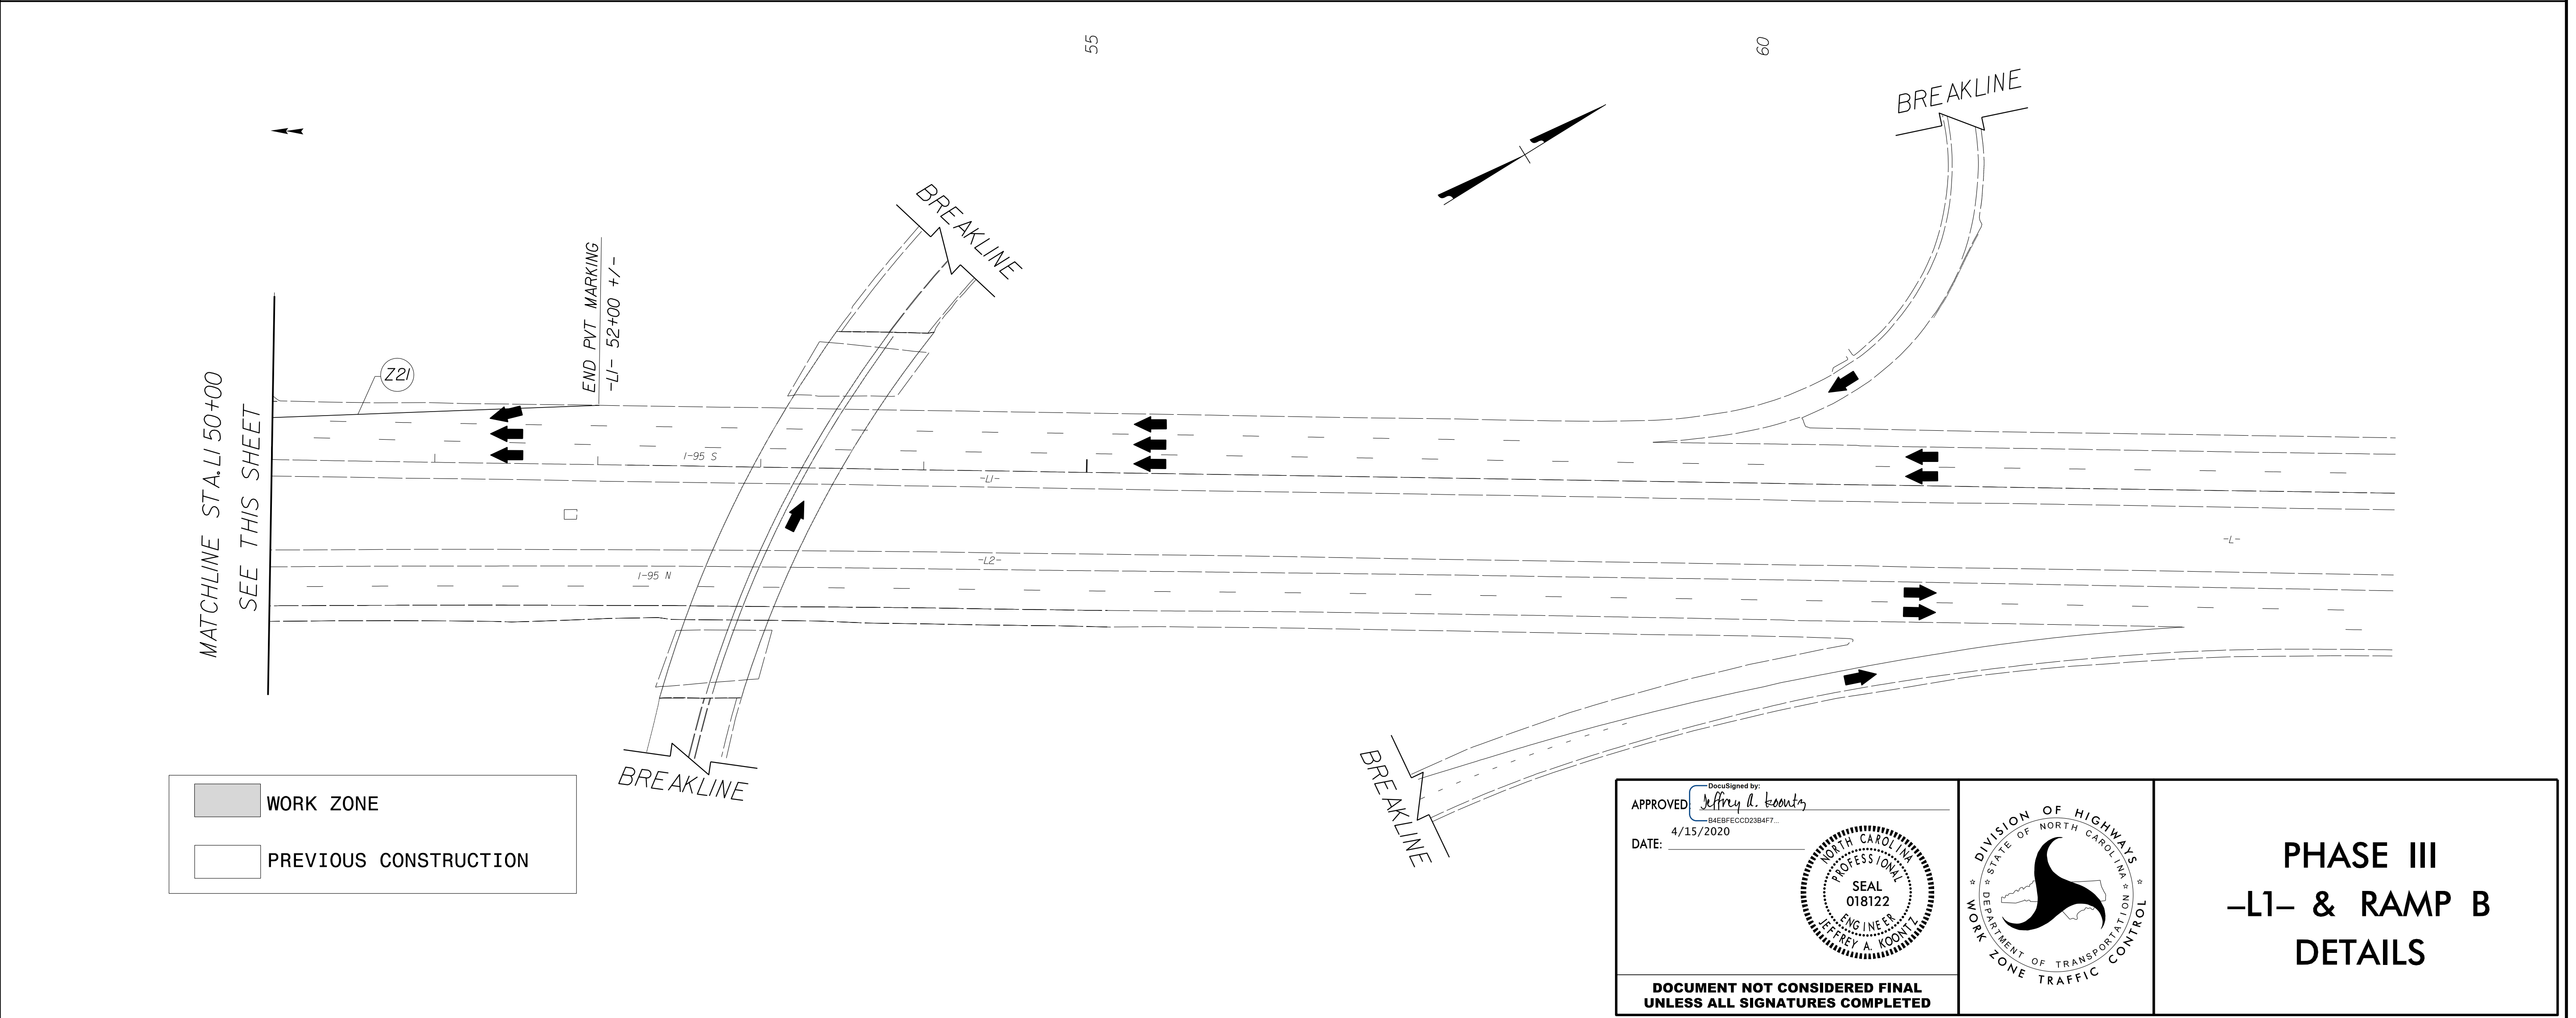 55
60
BREAKLINE
BREAKLINE
END PVT MARKING
-L1- 52+00 +/-
Z21
MATCHLINE STA.L1 50+00
SEE THIS SHEET
I-95 S
-L1-
-L-
-L2-
I-95 N
BREAKLINE
BREAKLINE
WORK ZONE
PREVIOUS CONSTRUCTION
DocuSigned by:
APPROVED: Jeffrey A. Koontz
B4EBFECCD23B4F7...
4/15/2020
DATE:
NORTH CAROLINA
PROFESSIONAL
SEAL
018122
ENGINEER
JEFFREY A. KOONTZ
DOCUMENT NOT CONSIDERED FINAL
UNLESS ALL SIGNATURES COMPLETED
DIVISION OF HIGHWAYS
STATE OF NORTH CAROLINA
DEPARTMENT OF TRANSPORTATION
WORK ZONE TRAFFIC CONTROL
PHASE III
–L1– & RAMP B
DETAILS